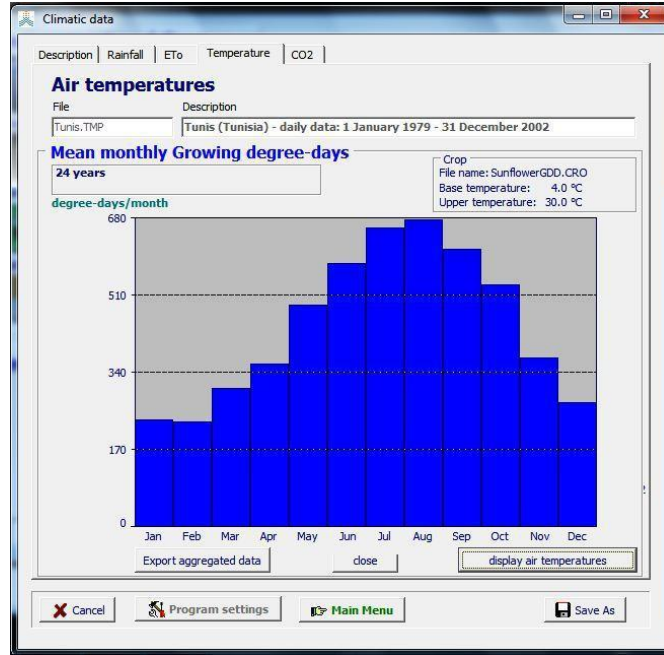 Climatic data
Description Rainfall ETo Temperature CO2
Air temperatures
File Description
Tunis.TMP Tunis (Tunisia) - daily data: 1 January 1979 - 31 December 2002
Mean monthly Growing degree-days
24 years
Crop
File name: SunflowerGDD.CRO
Base temperature: 4.0 ºC
Upper temperature: 30.0 ºC
degree-days/month
680
510
340
170
0
Jan Feb Mar Apr May Jun Jul Aug Sep Oct Nov Dec
Export aggregated data close display air temperatures
Cancel Program settings Main Menu Save As